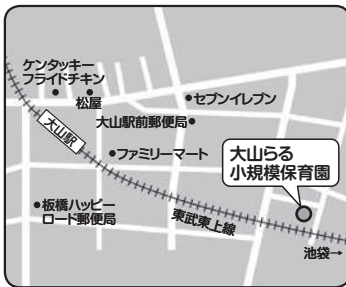 ケンタッキー
フライドチキン
松屋
セブンイレブン
大山駅前郵便局
大山駅
ファミリーマート
大山らる
小規模保育園
板橋ハッピー
ロード郵便局
東武東上線
池袋→